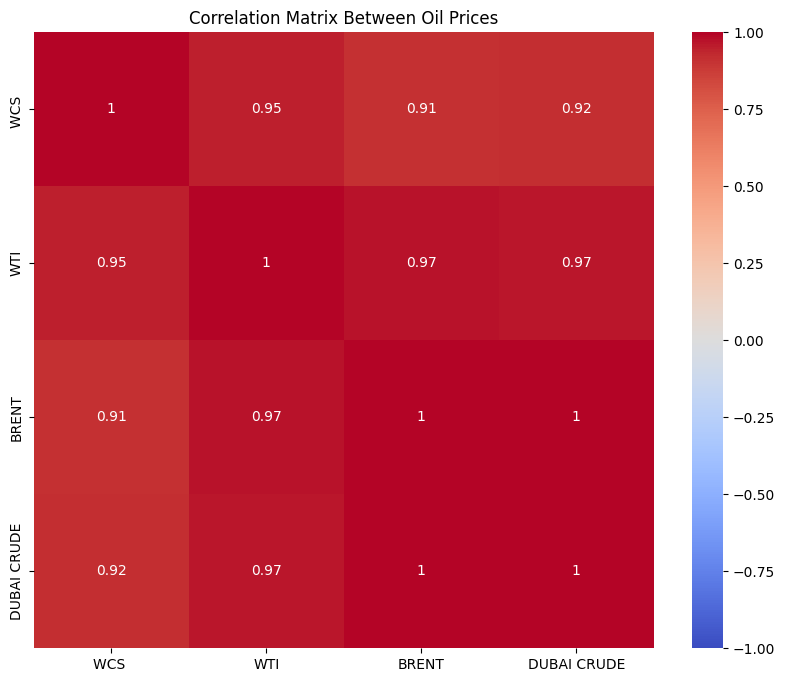 Correlation Matrix Between Oil Prices
WCS 1 0.95 0.91 0.92
WTI 0.95 1 0.97 0.97
BRENT 0.91 0.97 1 1
DUBAI CRUDE 0.92 0.97 1 1
WCS WTI BRENT DUBAI CRUDE
1.00
0.75
0.50
0.25
0.00
−0.25
−0.50
−0.75
−1.00